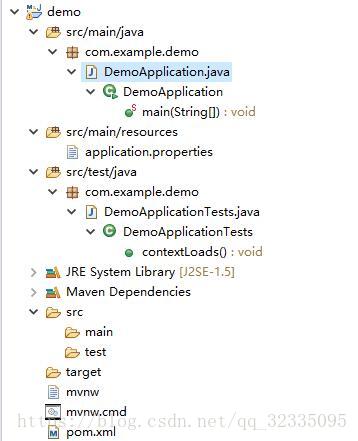 demo
src/main/java
com.example.demo
DemoApplication.java
DemoApplication
S
main(String[]) : void
src/main/resources
application.properties
src/test/java
com.example.demo
DemoApplicationTests.java
DemoApplicationTests
contextLoads() : void
JRE System Library [J2SE-1.5]
Maven Dependencies
src
main
test
target
mvnw
mvnw.cmd
https://blog.csdn.net/qq_32335095
pom.xml